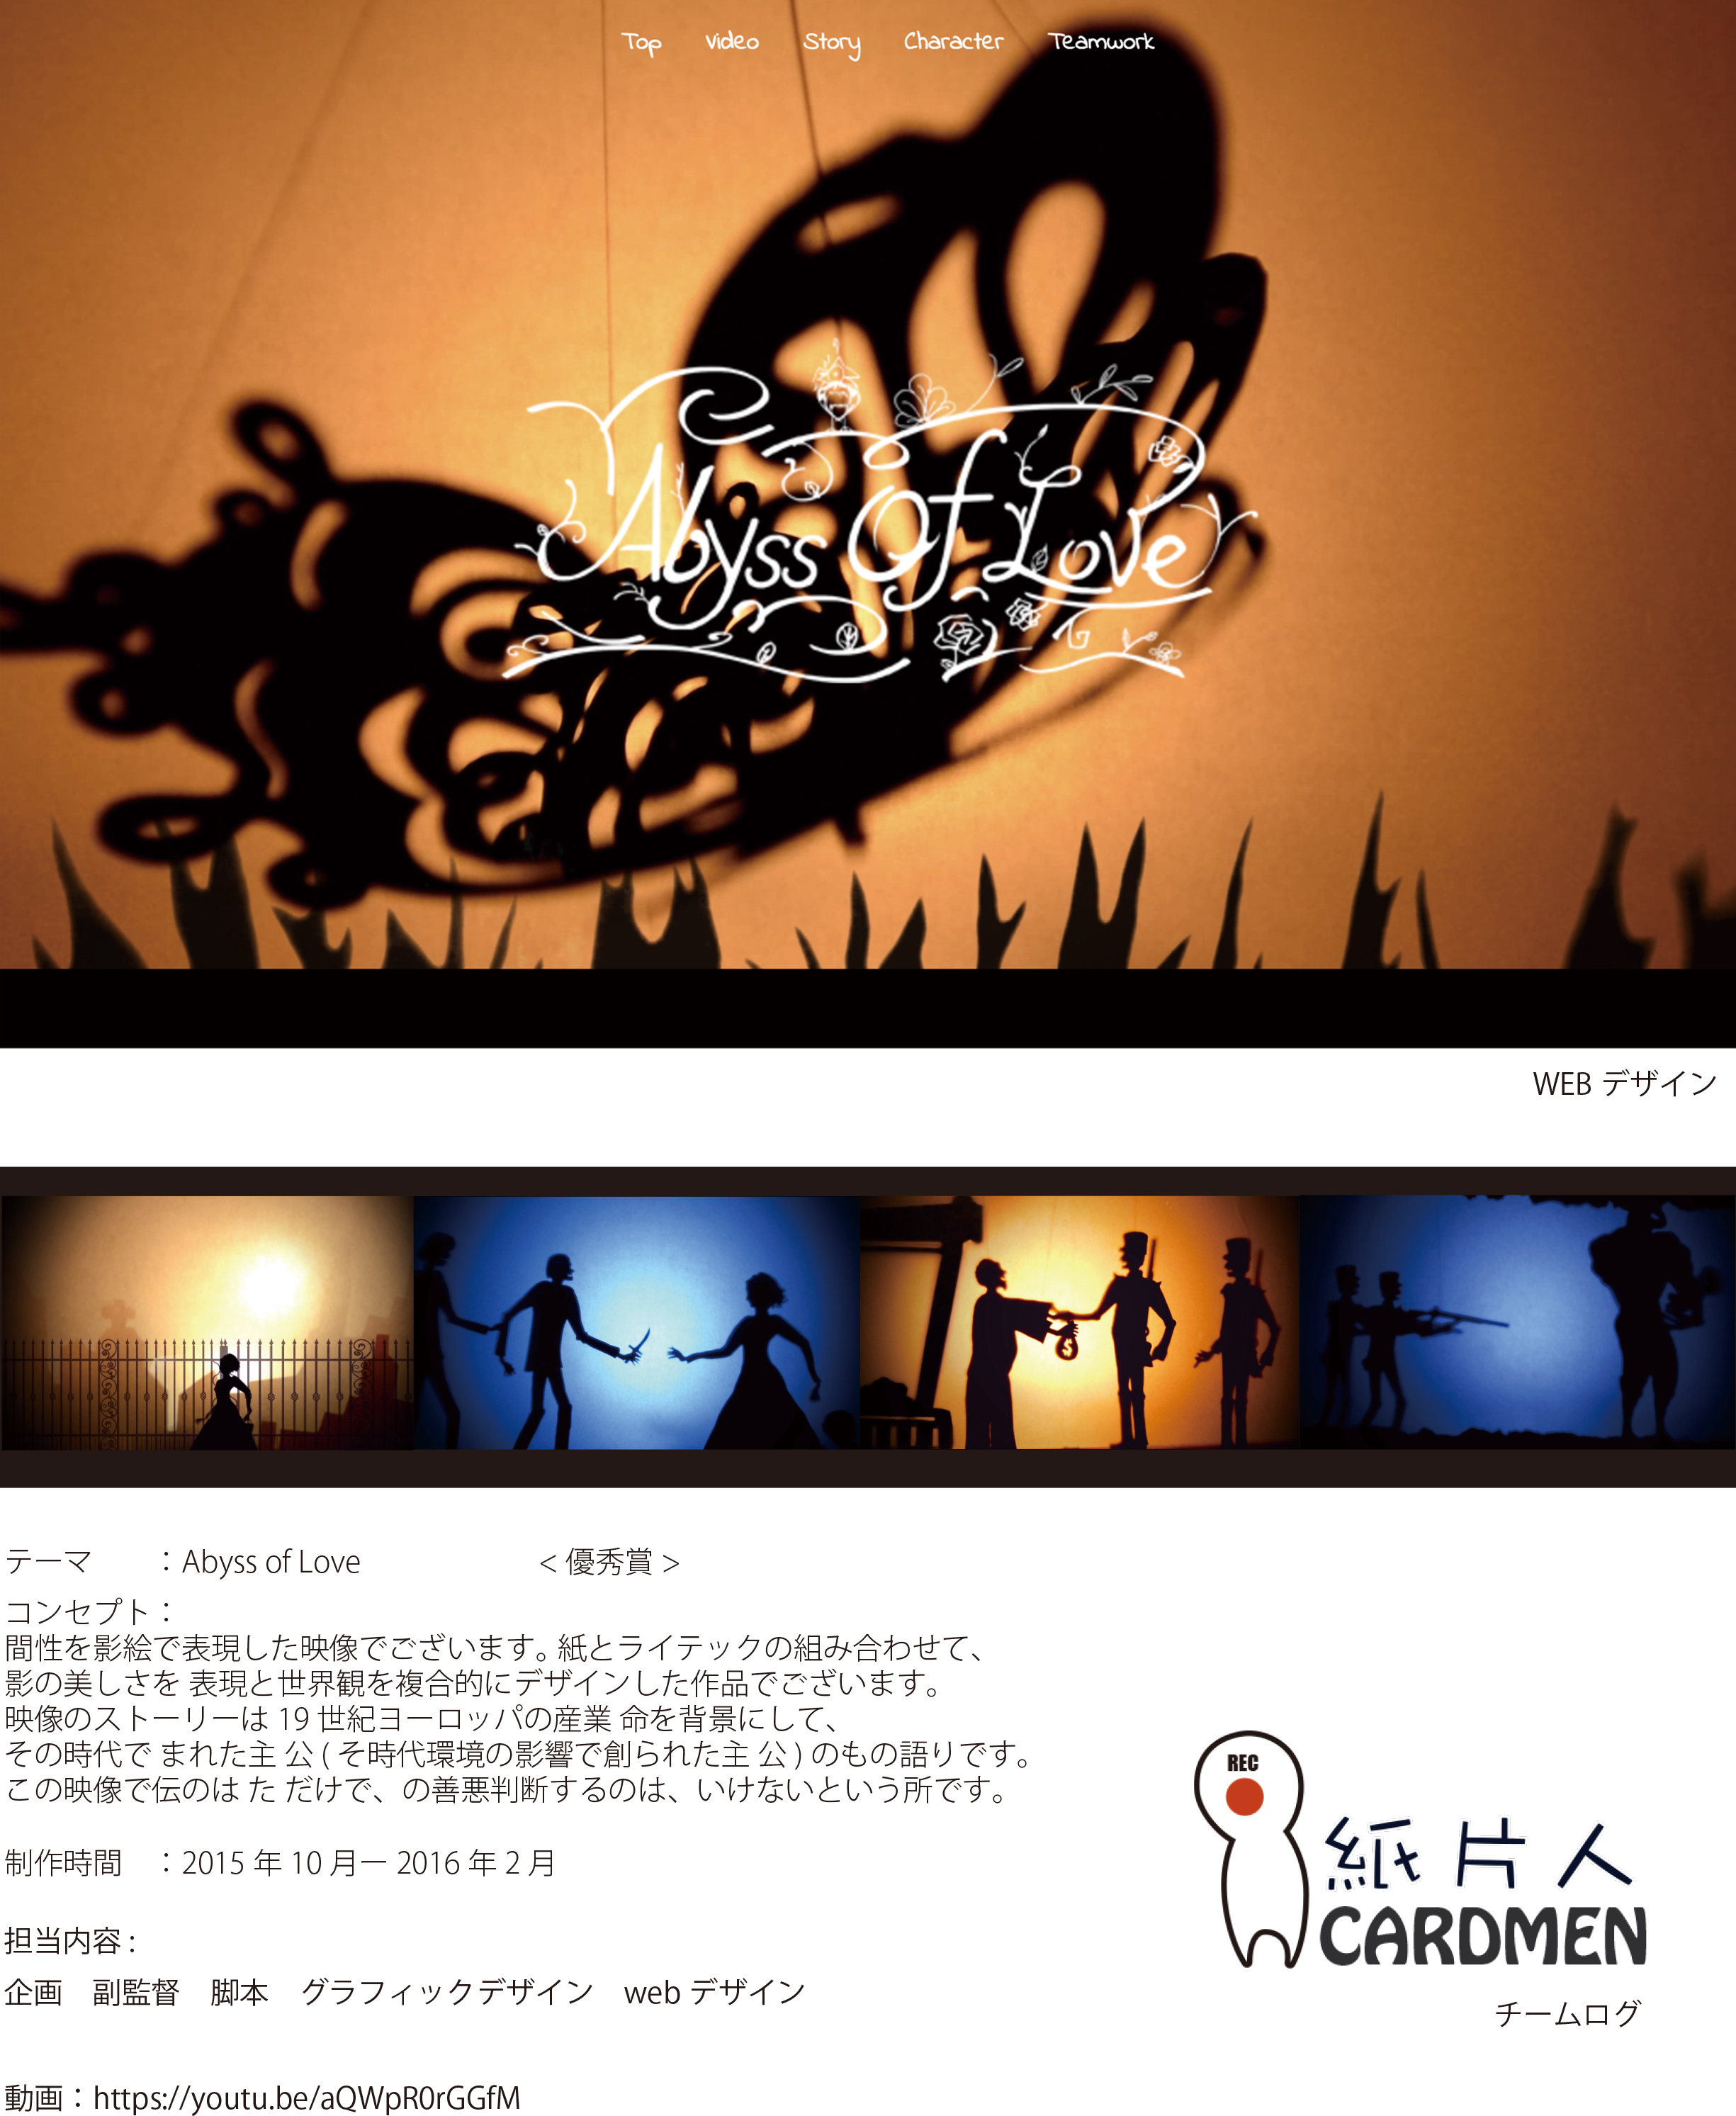 Top Video Story Character Teamwork
Abyss Of Love
WEB デザイン
テーマ ：Abyss of Love < 優秀賞 >
コンセプト：
間性を影絵で表現した映像でございます。紙とライテックの組み合わせて、
影の美しさを 表現と世界観を複合的にデザインした作品でございます。
映像のストーリーは 19 世紀ヨーロッパの産業 命を背景にして、
その時代で まれた主 公 ( そ時代環境の影響で創られた主 公 ) のもの語りです。
この映像で伝のは た だけで、の善悪判断するのは、いけないという所です。
制作時間 ：2015 年 10 月ー 2016 年 2 月
担当内容 :
企画 副監督 脚本 グラフィックデザイン web デザイン
動画：https://youtu.be/aQWpR0rGGfM
REC
紙片人
CARDMEN
チームログ